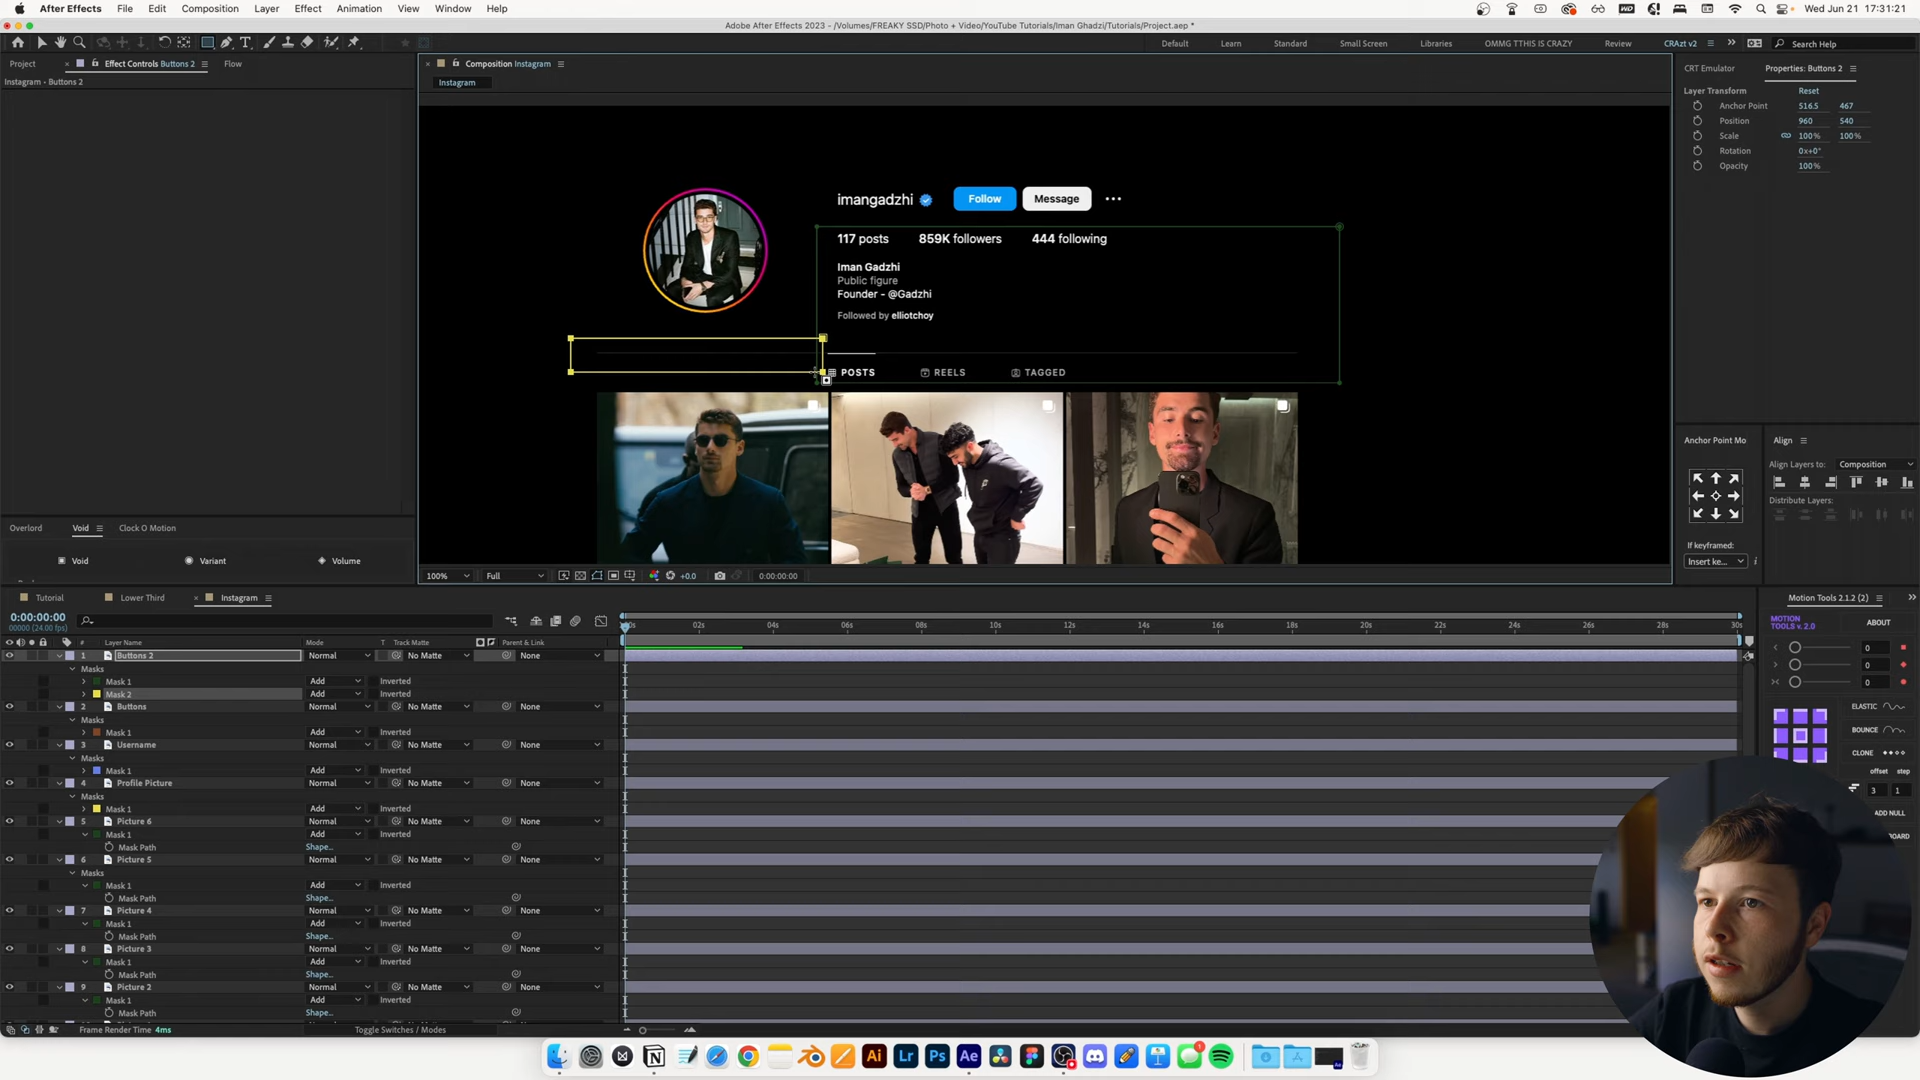 After Effects File Edit Composition Layer Effect Animation View Window Help
Wed Jun 21 17:31:21
Adobe After Effects 2023 - /Volumes/FREAKY SSD/Photo + Video/YouTube Tutorials/Iman Ghadzi/Tutorials/Project.aep *
Default Learn Standard Small Screen Libraries OMMG TTHIS IS CRAZY Review CRAzt v2 Search Help
Project Effect Controls Buttons 2 Flow
Instagram - Buttons 2
Composition Instagram
Instagram
CRT Emulator Properties: Buttons 2
Layer Transform Reset
Anchor Point 516.5 467
Position 960 540
Scale 100% 100%
Rotation 0x+0°
Opacity 100%
imangadzhi Follow Message
117 posts 859K followers 444 following
Iman Gadzhi
Public figure
Founder - @Gadzhi
Followed by elliotchoy
POSTS REELS TAGGED
Anchor Point Mo
Align
Align Layers to: Composition
Distribute Layers:
If keyframed:
Insert ke...
Overlord Void Clock O Motion
Void Variant Volume
100% Full +0.0 0:00:00:00
Tutorial Lower Third Instagram
0:00:00:00
00000 (24.00 fps)
# Layer Name Mode T Track Matte Parent & Link
02s 04s 06s 08s 10s 12s 14s 16s 18s 20s 22s 24s 26s 28s 30s
1 Buttons 2 Normal No Matte None
Masks
Mask 1 Add Inverted
Mask 2 Add Inverted
2 Buttons Normal No Matte None
Masks
Mask 1 Add Inverted
3 Username Normal No Matte None
Masks
Mask 1 Add Inverted
4 Profile Picture Normal No Matte None
Masks
Mask 1 Add Inverted
5 Picture 6 Normal No Matte None
Mask 1 Add Inverted
Mask Path Shape...
6 Picture 5 Normal No Matte None
Masks
Mask 1 Add Inverted
Mask Path Shape...
7 Picture 4 Normal No Matte None
Mask 1 Add Inverted
Mask Path Shape...
8 Picture 3 Normal No Matte None
Mask 1 Add Inverted
Mask Path Shape...
9 Picture 2 Normal No Matte None
Mask 1 Add Inverted
Mask Path Shape...
Frame Render Time 4ms
Toggle Switches / Modes
Motion Tools 2.1.2 (2)
MOTION TOOLS v. 2.0 ABOUT
0
0
0
ELASTIC
BOUNCE
CLONE
offset step
3 1
ADD NULL
Ai Lr Ps Ae